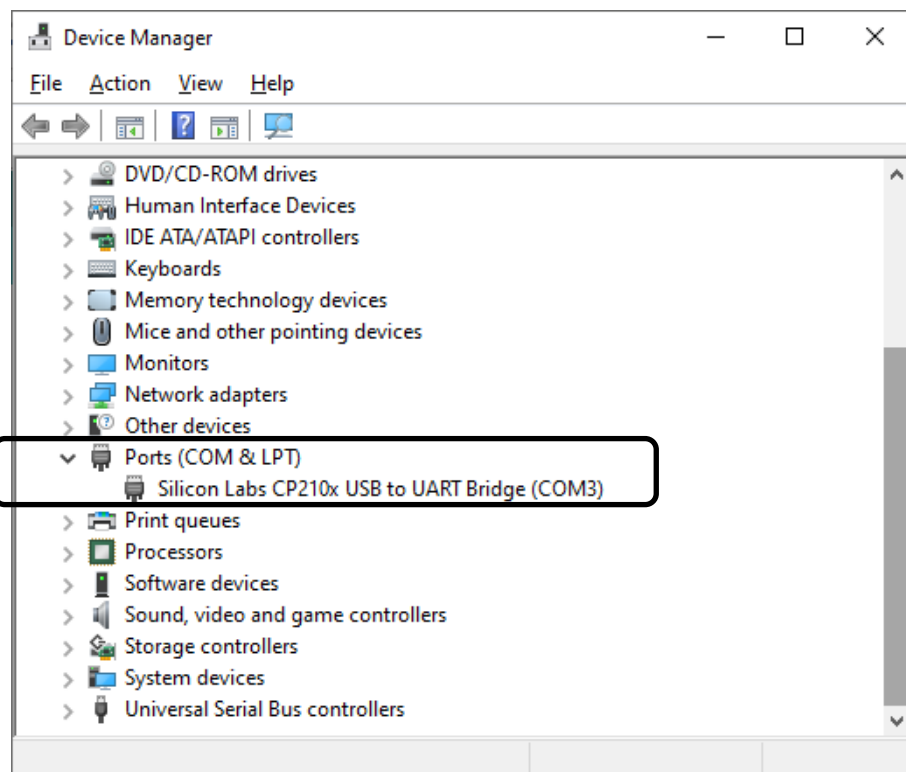 Device Manager
File Action View Help
DVD/CD-ROM drives
Human Interface Devices
IDE ATA/ATAPI controllers
Keyboards
Memory technology devices
Mice and other pointing devices
Monitors
Network adapters
Other devices
Ports (COM & LPT)
Silicon Labs CP210x USB to UART Bridge (COM3)
Print queues
Processors
Software devices
Sound, video and game controllers
Storage controllers
System devices
Universal Serial Bus controllers